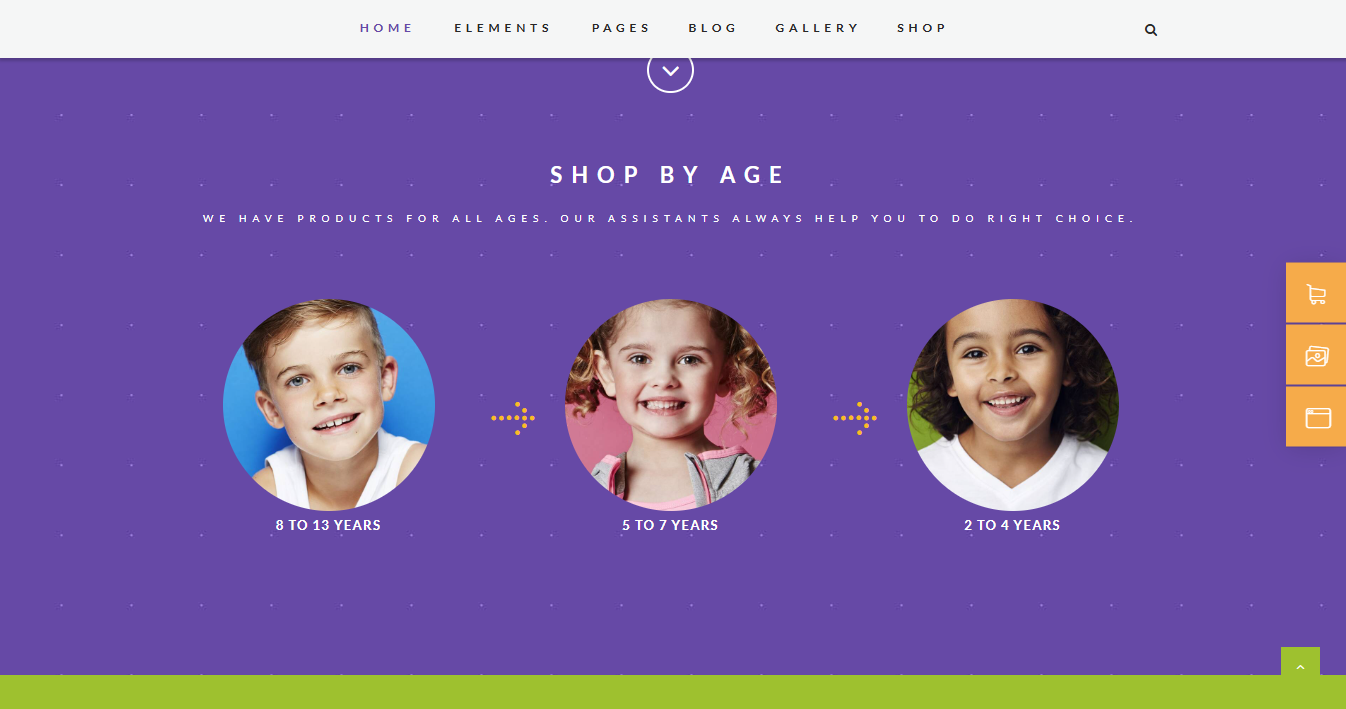 HOME ELEMENTS PAGES BLOG GALLERY SHOP
SHOP BY AGE
WE HAVE PRODUCTS FOR ALL AGES. OUR ASSISTANTS ALWAYS HELP YOU TO DO RIGHT CHOICE.
8 TO 13 YEARS
5 TO 7 YEARS
2 TO 4 YEARS